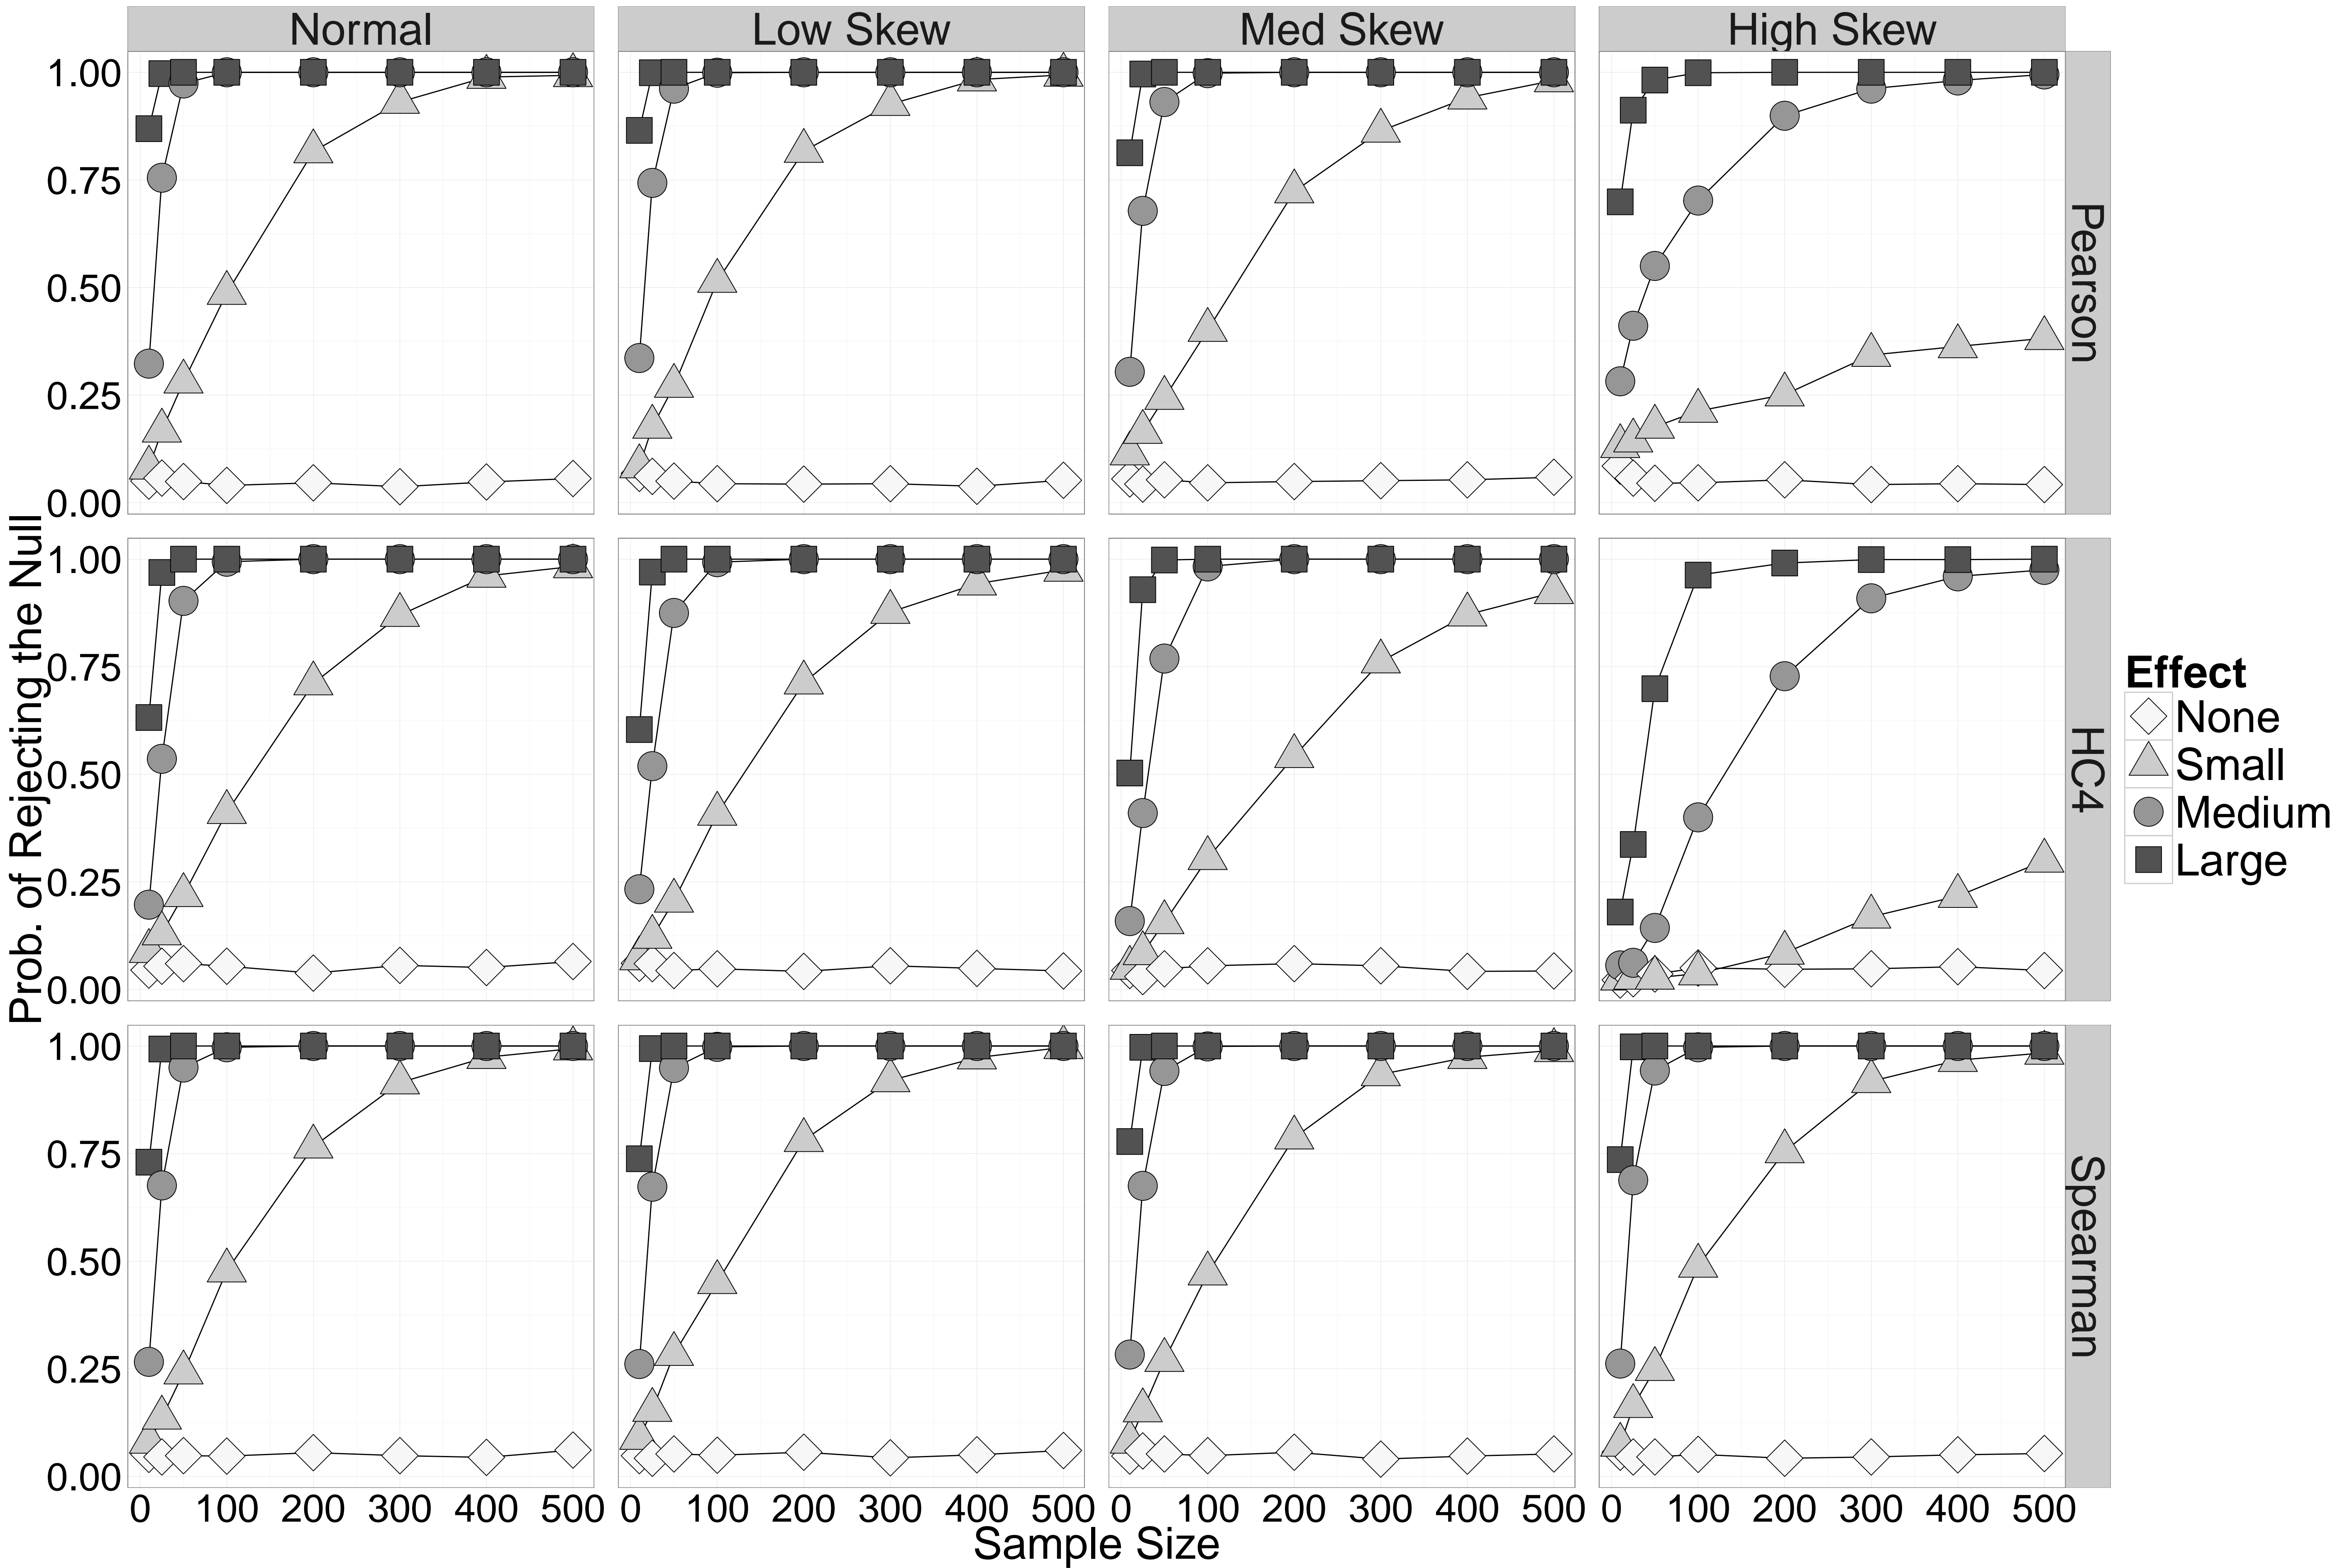 Normal
Low Skew
Med Skew
High Skew
1.00
0.75
0.50
0.25
0.00
Pearson
1.00
0.75
0.50
0.25
0.00
HC4
1.00
0.75
0.50
0.25
0.00
Spearman
Prob. of Rejecting the Null
0 100 200 300 400 500
0 100 200 300 400 500
0 100 200 300 400 500
0 100 200 300 400 500
Sample Size
Effect
None
Small
Medium
Large